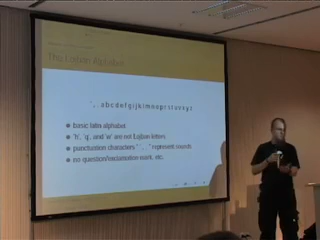 The Lojban Alphabet
' , . a b c d e f g i j k l m n o p r s t u v x y z
basic latin alphabet
'h', 'q', and 'w' are not Lojban letters
punctuation characters ' , . represent sounds
no question/exclamation mark, etc.